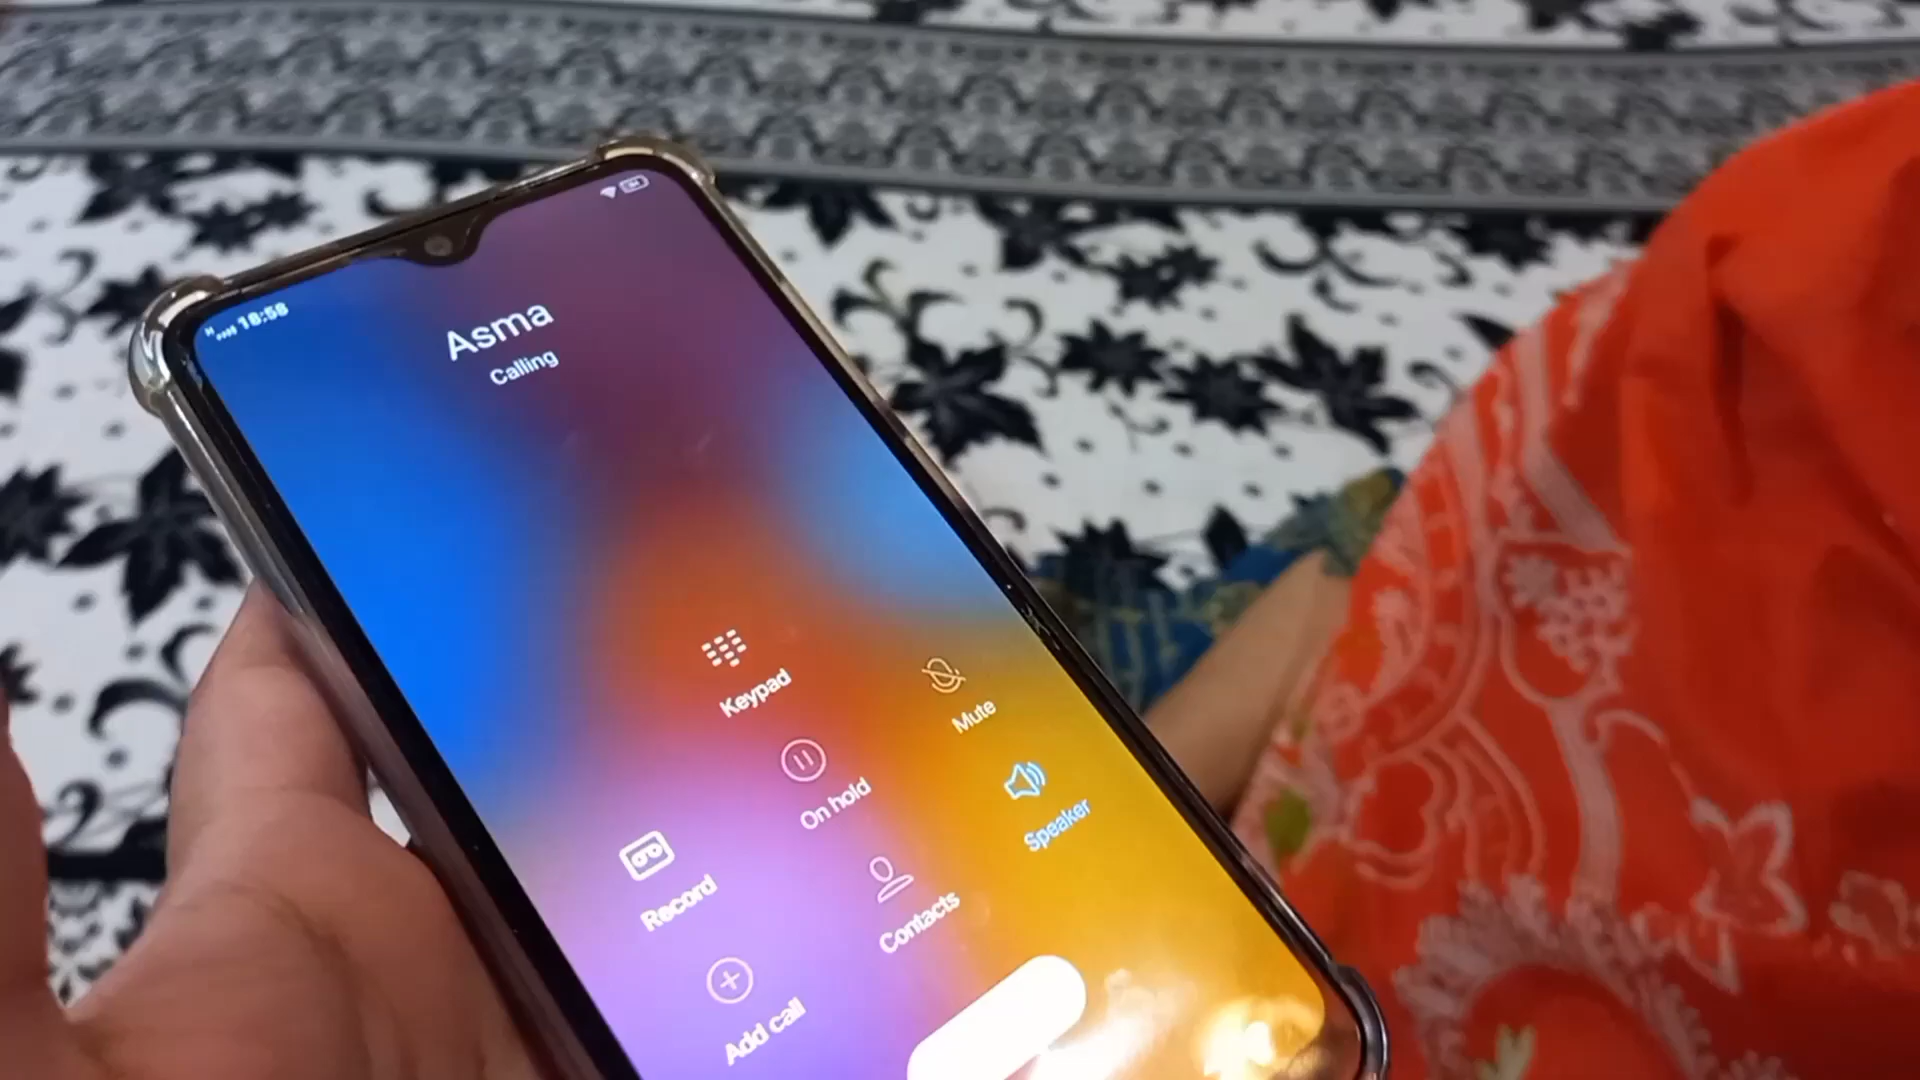 18:58
Asma
Calling
Keypad
Mute
On hold
Speaker
Record
Contacts
Add call